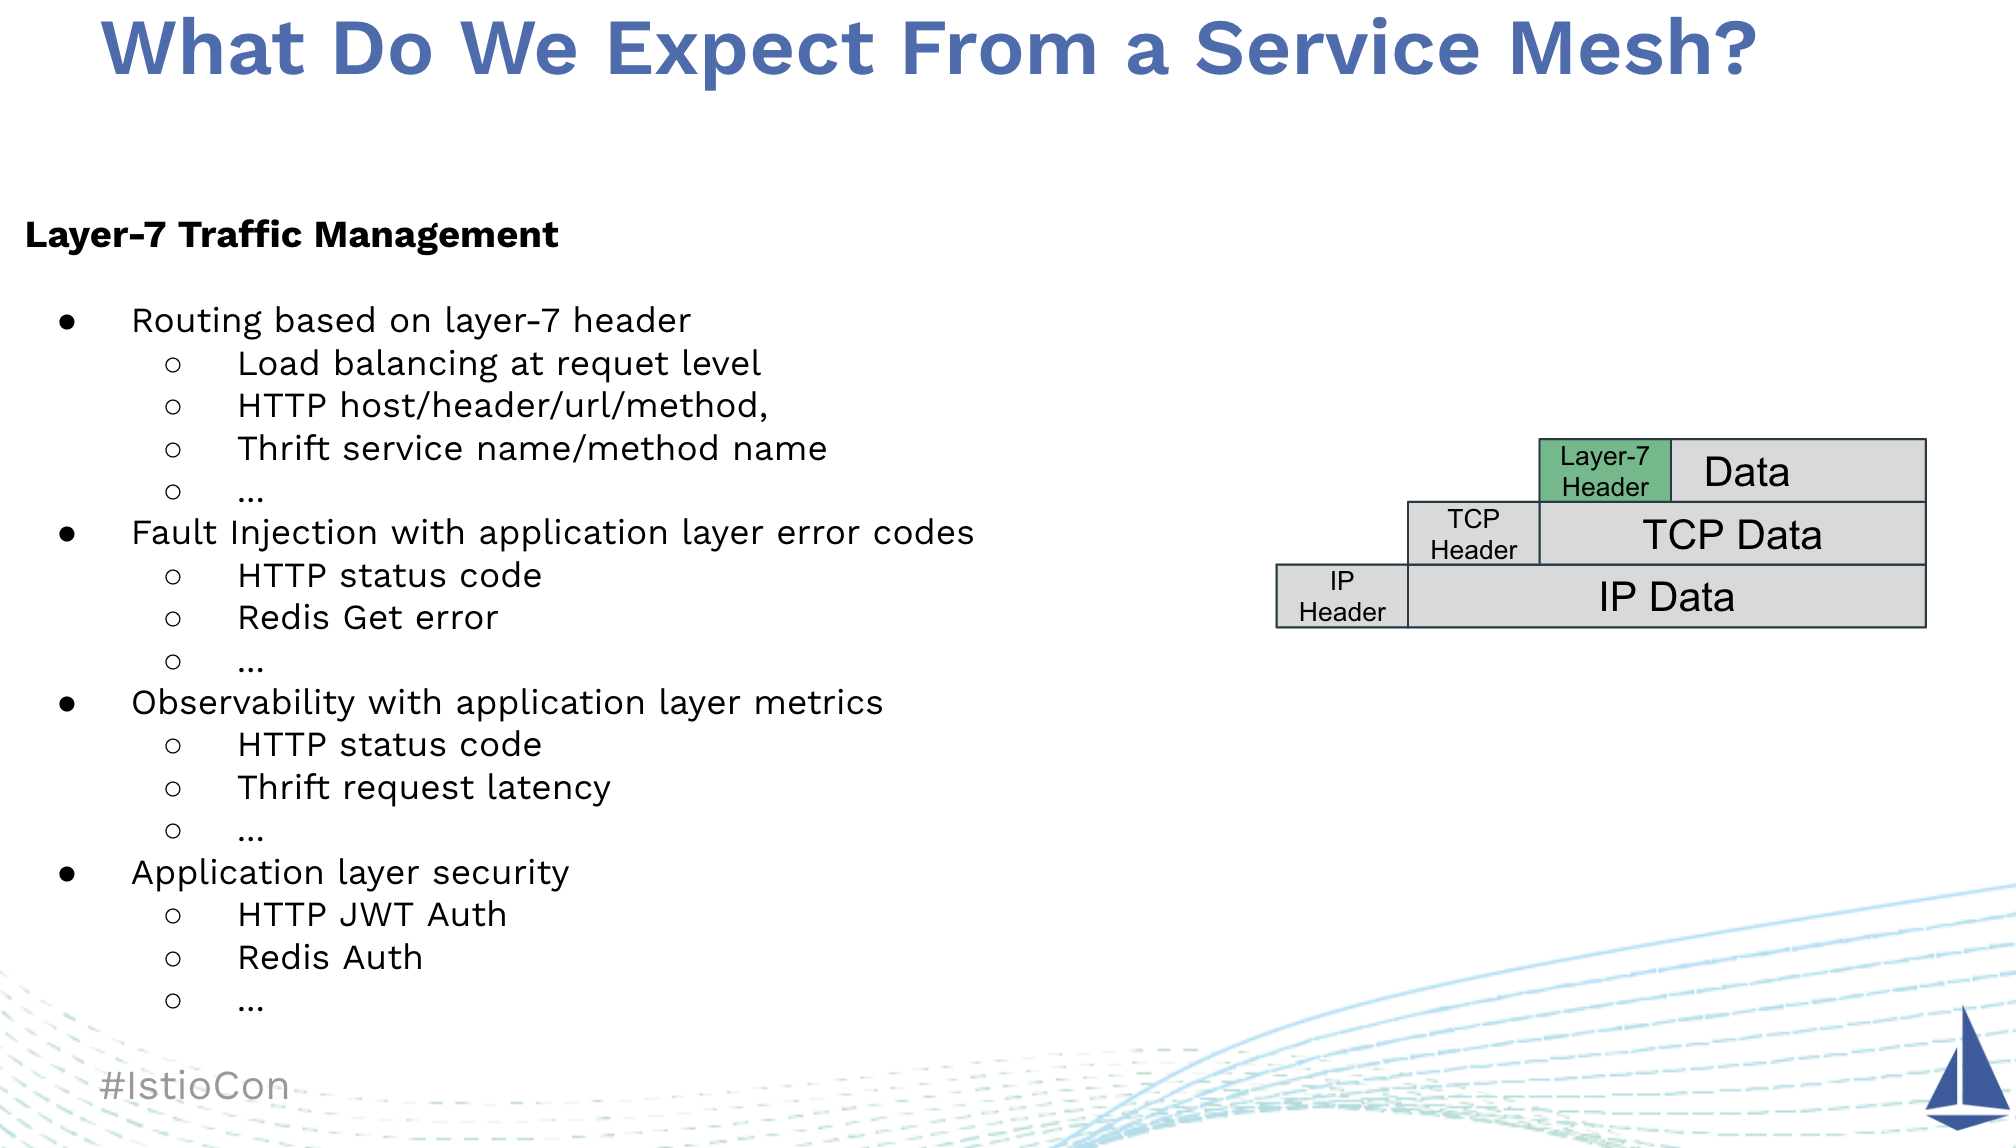 What Do We Expect From a Service Mesh?
Layer-7 Traffic Management
● Routing based on layer-7 header
○ Load balancing at requet level
○ HTTP host/header/url/method,
○ Thrift service name/method name
○ ...
● Fault Injection with application layer error codes
○ HTTP status code
○ Redis Get error
○ ...
● Observability with application layer metrics
○ HTTP status code
○ Thrift request latency
○ ...
● Application layer security
○ HTTP JWT Auth
○ Redis Auth
○ ...
Layer-7
Header
Data
TCP
Header
TCP Data
IP
Header
IP Data
#IstioCon